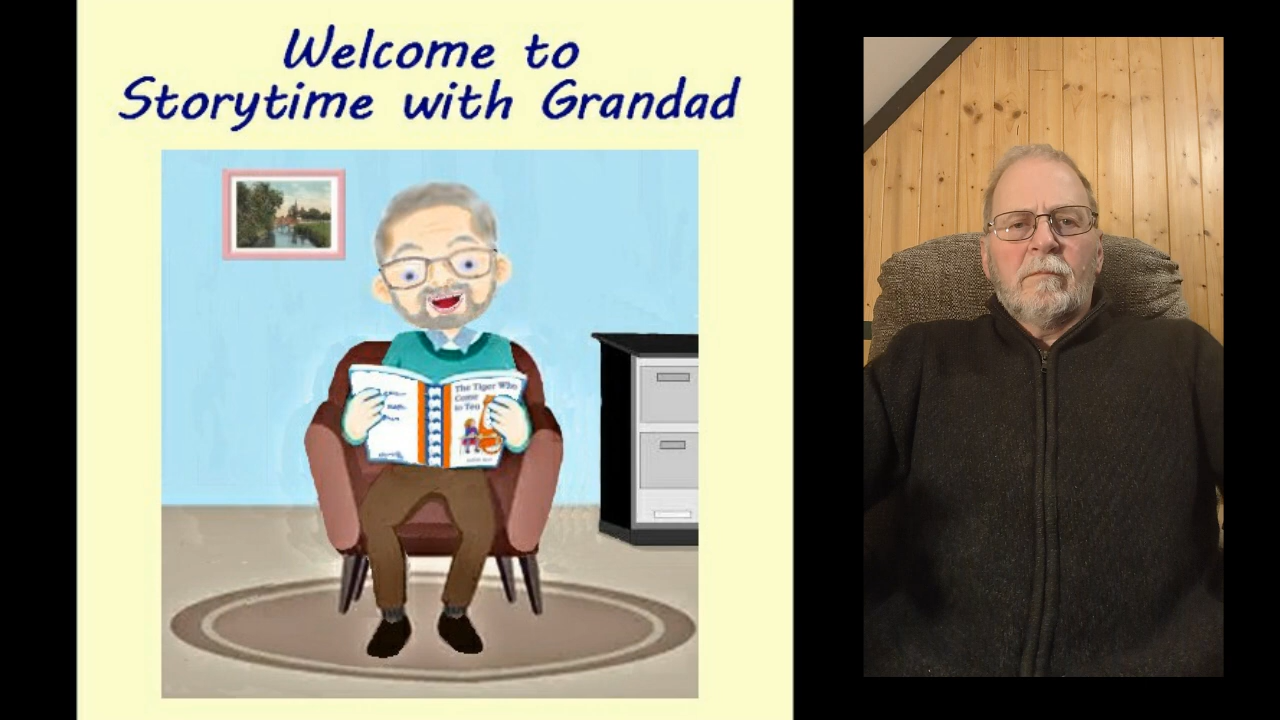 Welcome to
Storytime with Grandad
The Tiger Who
Came
to Tea